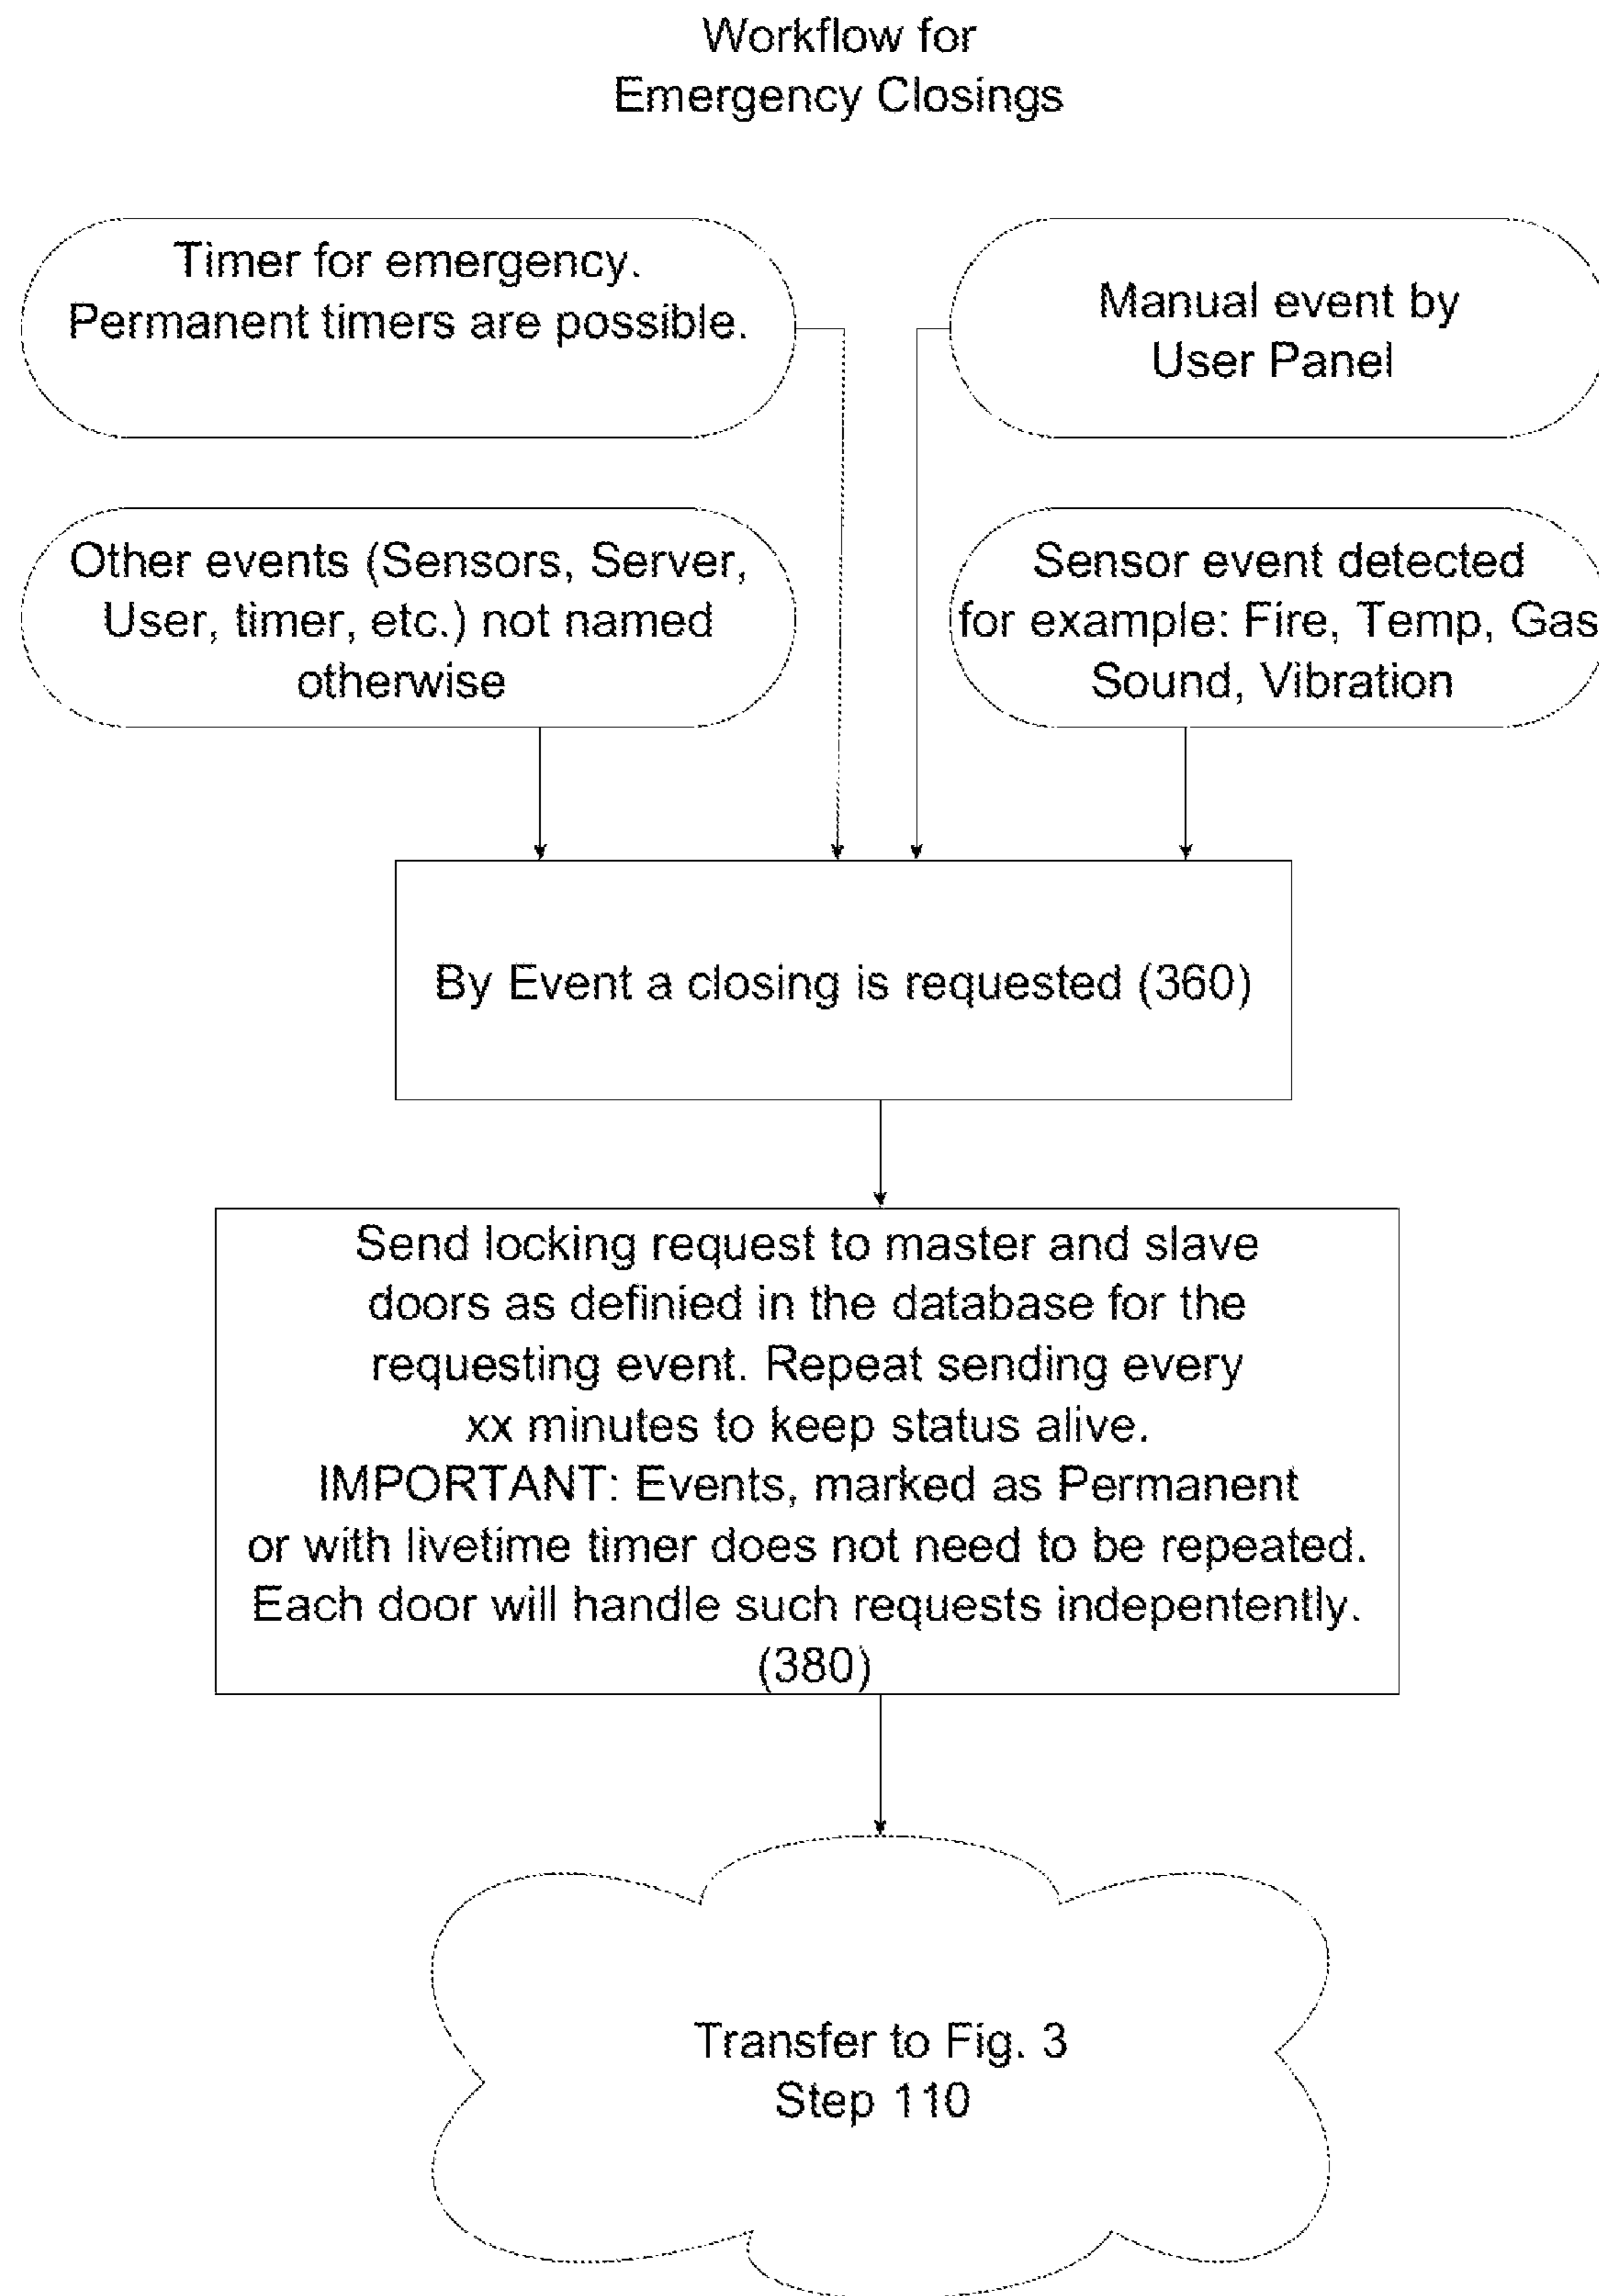 Workflow for
Emergency Closings
Timer for emergency.
Permanent timers are possible.
Manual event by
User Panel
Other events (Sensors, Server,
User, timer, etc.) not named
otherwise
Sensor event detected
for example: Fire, Temp, Gas
Sound, Vibration
By Event a closing is requested (360)
Send locking request to master and slave
doors as definied in the database for the
requesting event. Repeat sending every
xx minutes to keep status alive.
IMPORTANT: Events, marked as Permanent
or with livetime timer does not need to be repeated.
Each door will handle such requests indepentently.
(380)
Transfer to Fig. 3
Step 110